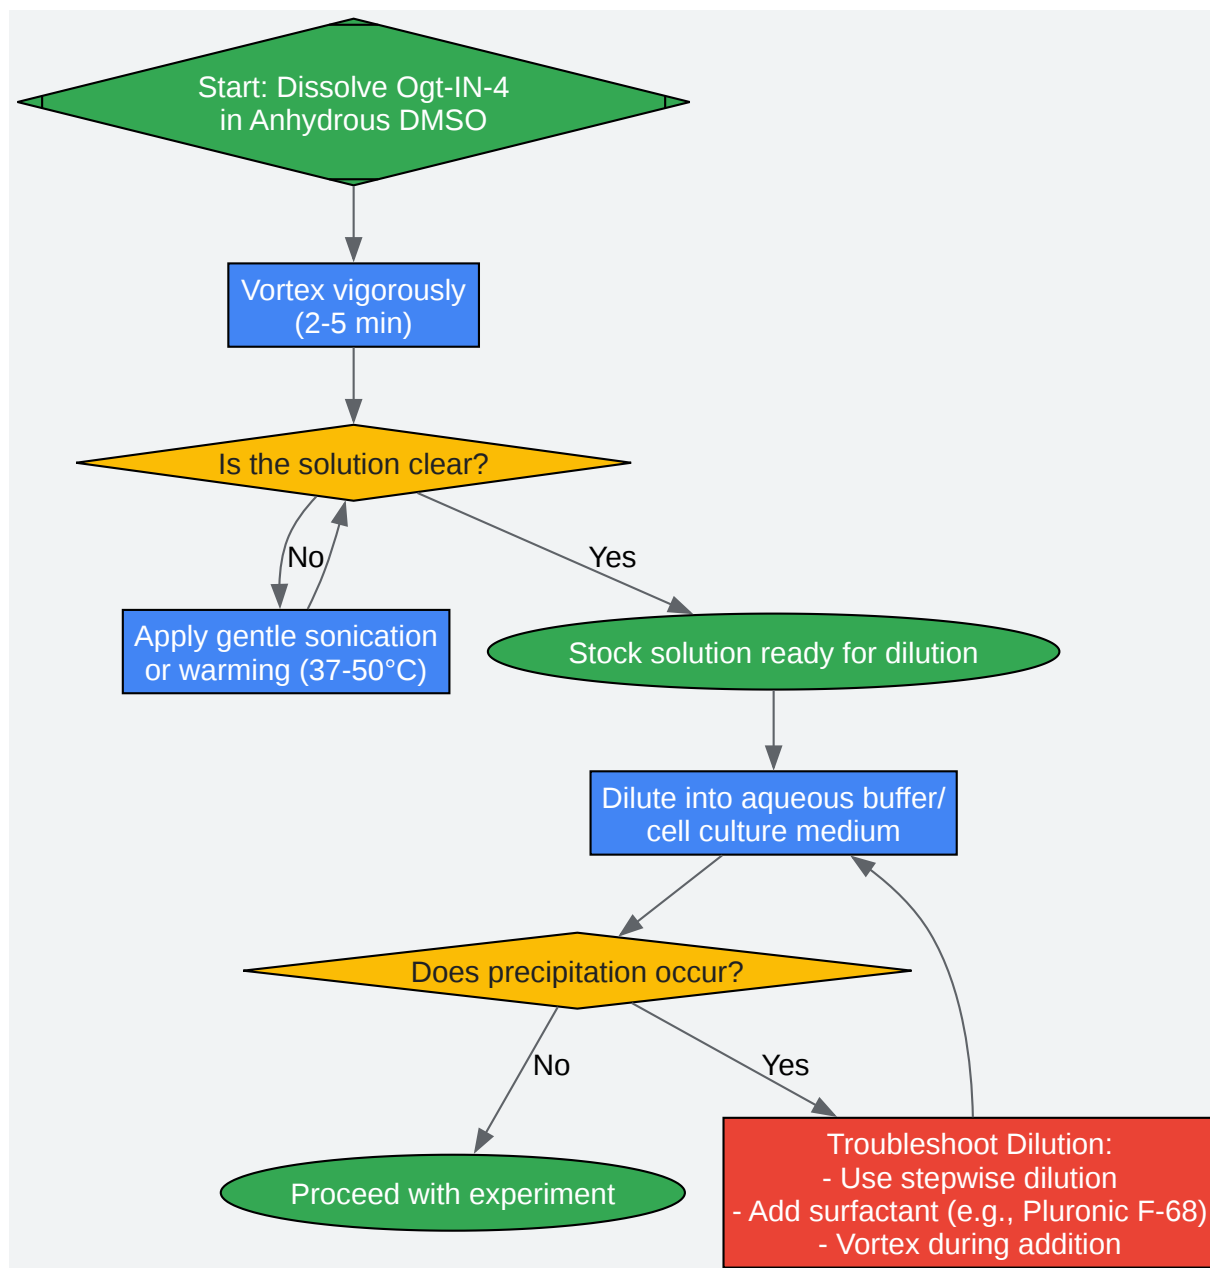 Start: Dissolve Ogt-IN-4
in Anhydrous DMSO
Vortex vigorously
(2-5 min)
Is the solution clear?
No
Yes
Apply gentle sonication
or warming (37-50°C)
Stock solution ready for dilution
Dilute into aqueous buffer/
cell culture medium
Does precipitation occur?
No
Yes
Proceed with experiment
Troubleshoot Dilution:
- Use stepwise dilution
- Add surfactant (e.g., Pluronic F-68)
- Vortex during addition